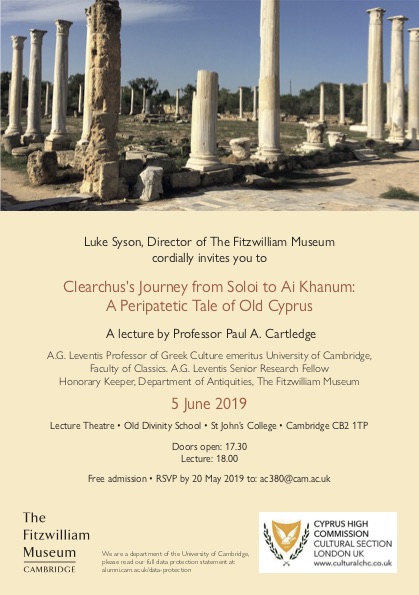 Luke Syson, Director of The Fitzwilliam Museum
cordially invites you to
Clearchus's Journey from Soloi to Ai Khanum:
A Peripatetic Tale of Old Cyprus
A lecture by Professor Paul A. Cartledge
A.G. Leventis Professor of Greek Culture emeritus University of Cambridge,
Faculty of Classics. A.G. Leventis Senior Research Fellow
Honorary Keeper, Department of Antiquities, The Fitzwilliam Museum
5 June 2019
Lecture Theatre • Old Divinity School • St John's College • Cambridge CB2 1TP
Doors open: 17.30
Lecture: 18.00
Free admission • RSVP by 20 May 2019 to: ac380@cam.ac.uk
The
Fitzwilliam
Museum
CAMBRIDGE
We are a department of the University of Cambridge,
please read our full data protection statement at:
alumni.cam.ac.uk/data-protection
CYPRUS HIGH
COMMISSION
CULTURAL SECTION
LONDON UK
www.culturalchc.co.uk